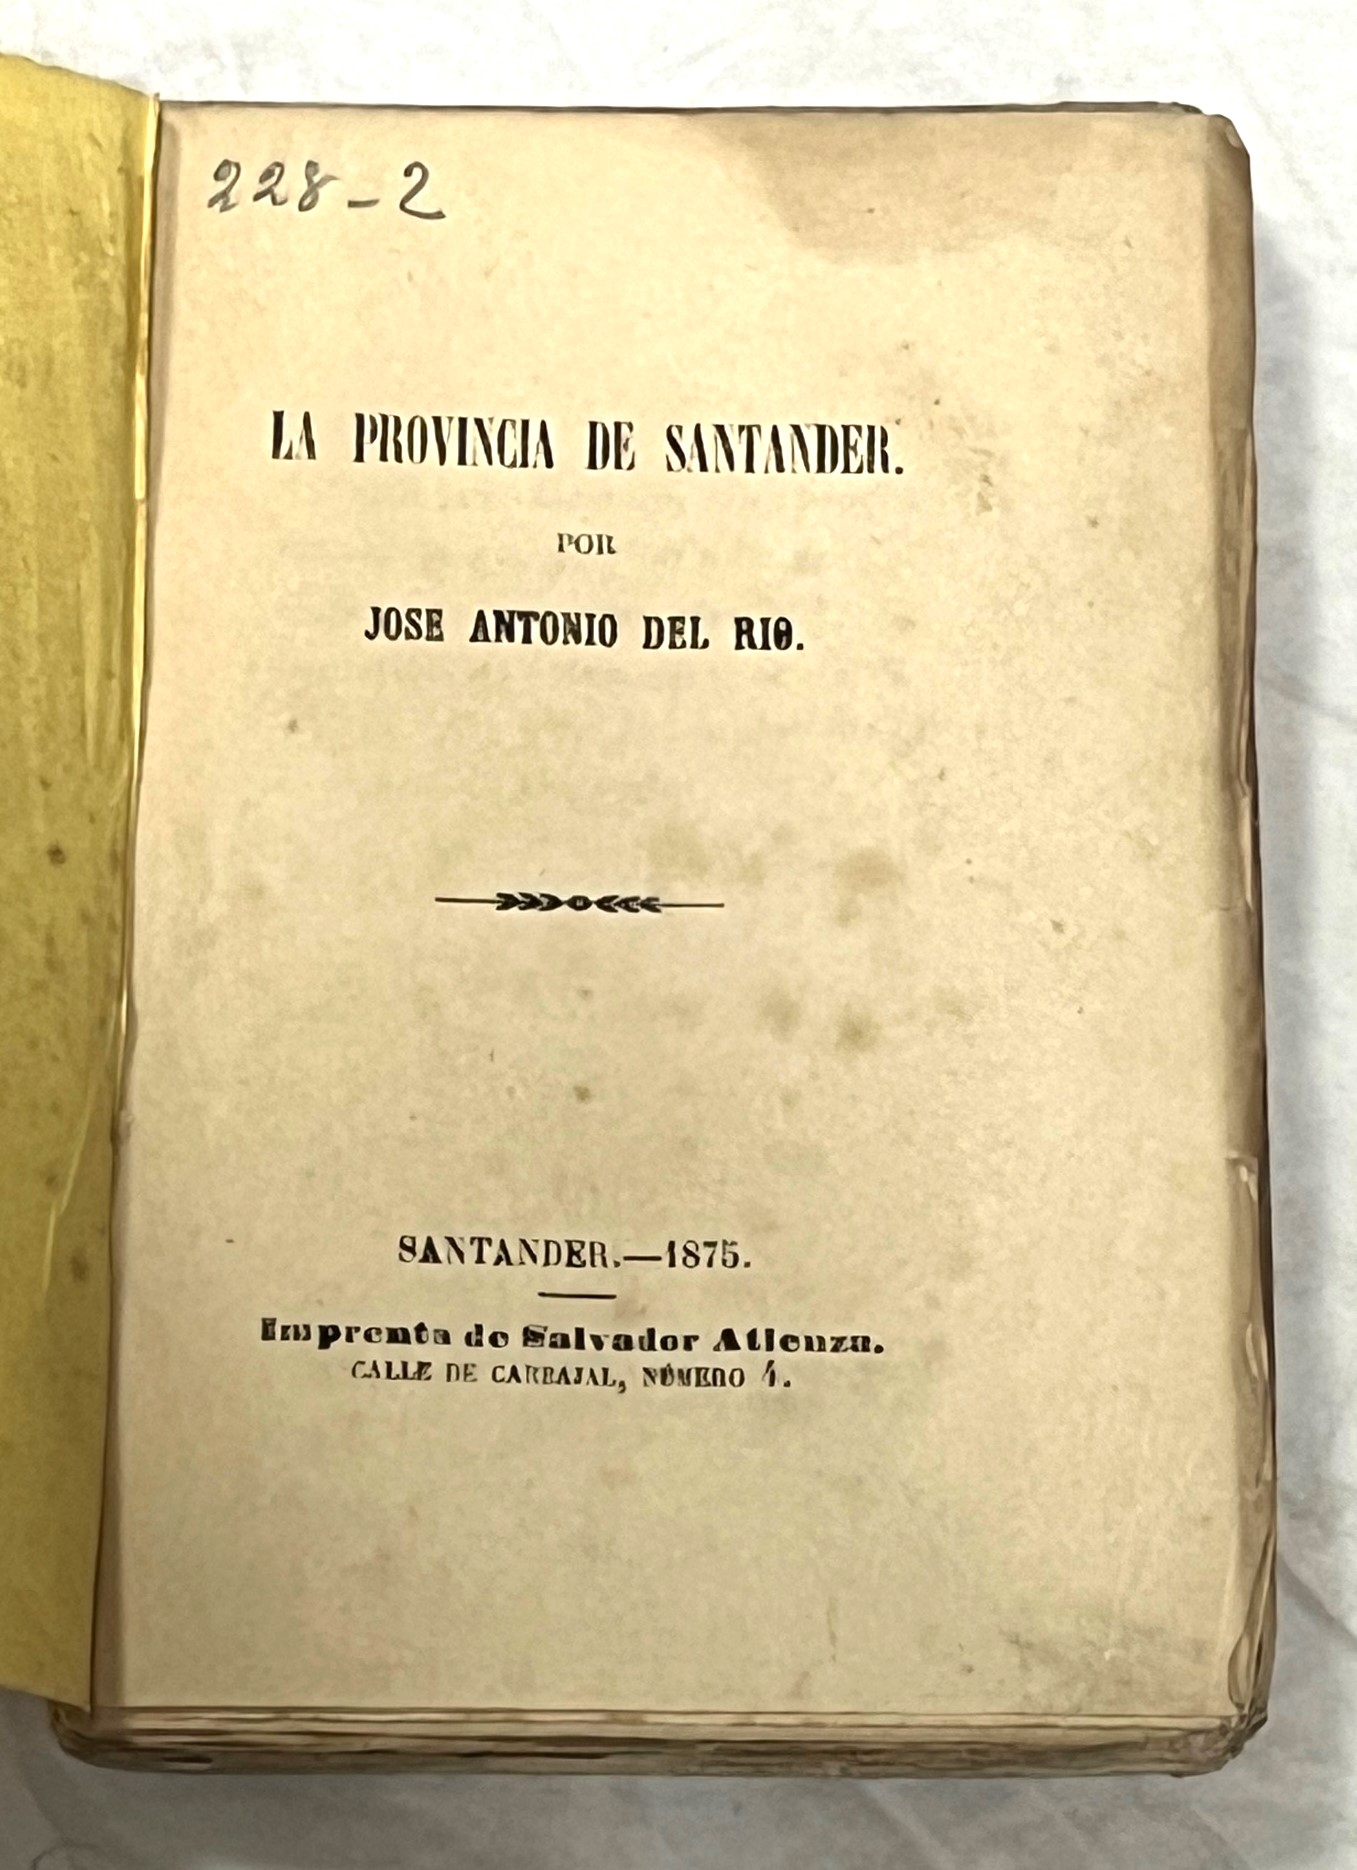 228-2
LA PROVINCIA DE SANTANDER.
POR
JOSE ANTONIO DEL RIO.
SANTANDER.—1875.
Imprenta de Salvador Atienza.
CALLE DE CARBAJAL, NÚMERO 4.